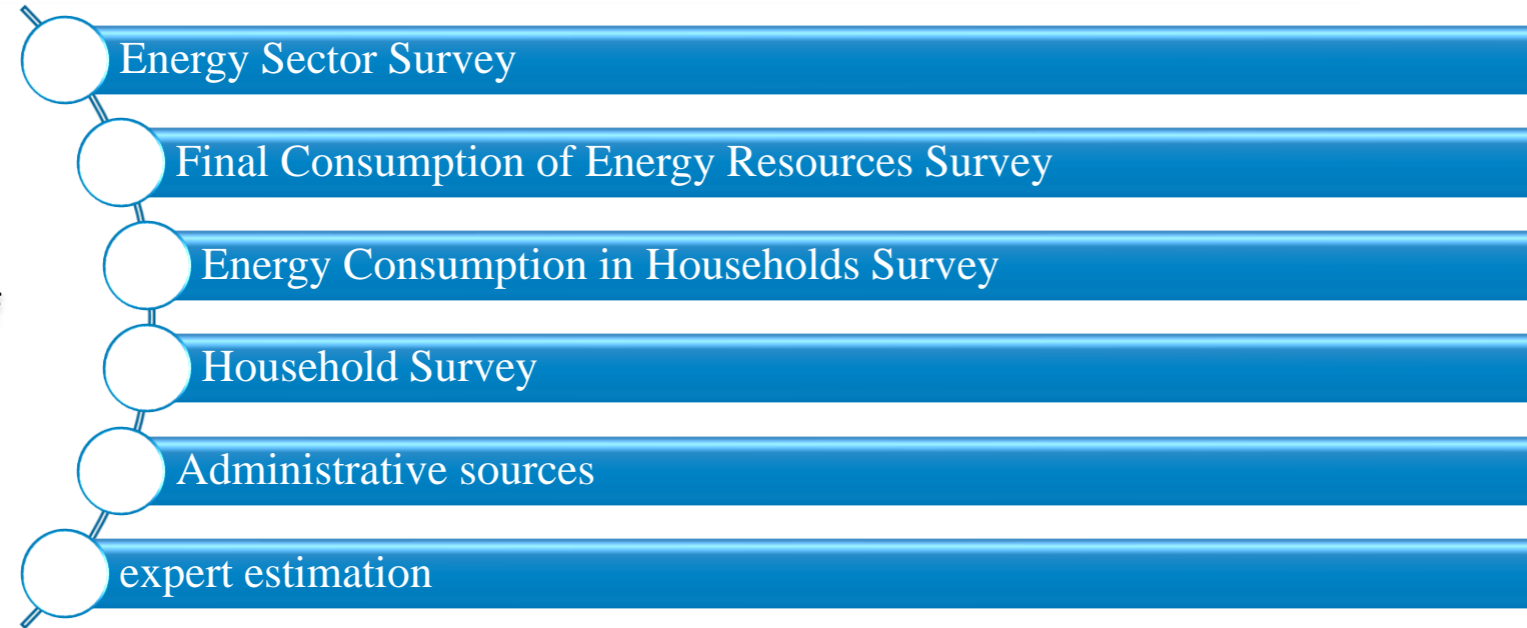 Energy Sector Survey
Final Consumption of Energy Resources Survey
Energy Consumption in Households Survey
Household Survey
Administrative sources
expert estimation